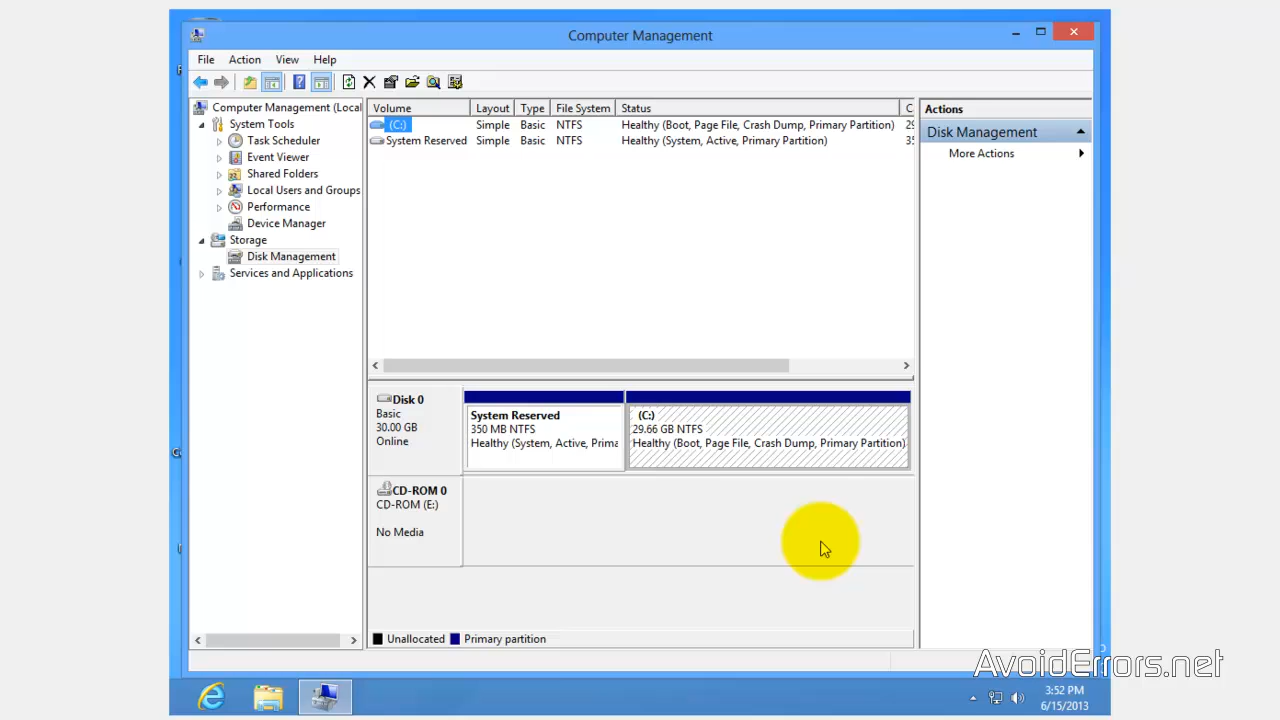 Computer Management
File Action View Help
Computer Management (Local
System Tools
Task Scheduler
Event Viewer
Shared Folders
Local Users and Groups
Performance
Device Manager
Storage
Disk Management
Services and Applications
Volume Layout Type File System Status C
(C:) Simple Basic NTFS Healthy (Boot, Page File, Crash Dump, Primary Partition) 29
System Reserved Simple Basic NTFS Healthy (System, Active, Primary Partition) 35
Disk 0
Basic
30.00 GB
Online
System Reserved
350 MB NTFS
Healthy (System, Active, Prima
(C:)
29.66 GB NTFS
Healthy (Boot, Page File, Crash Dump, Primary Partition)
CD-ROM 0
CD-ROM (E:)
No Media
Unallocated Primary partition
Actions
Disk Management
More Actions
AvoidErrors.net
3:52 PM
6/15/2013